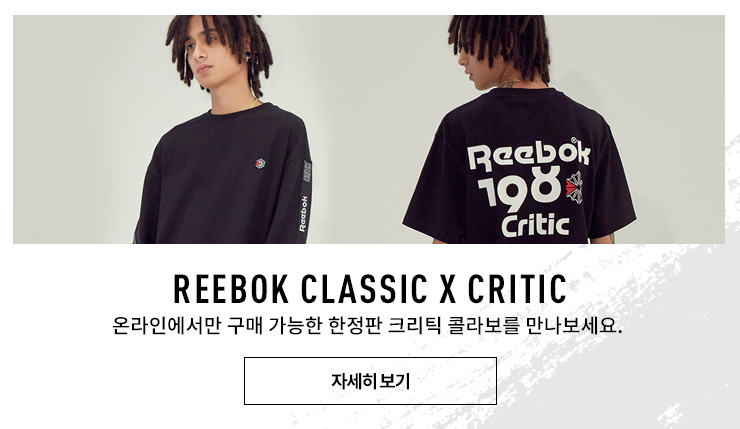 Reebok
Reebok
198
Critic
REEBOK CLASSIC X CRITIC
온라인에서만 구매 가능한 한정판 크리틱 콜라보를 만나보세요.
자세히 보기